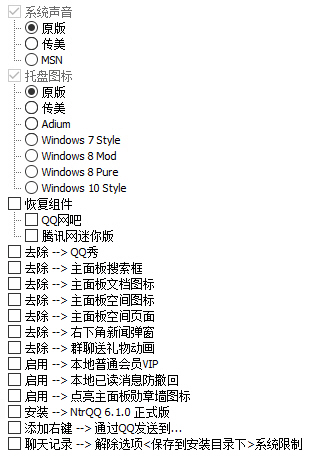 系统声音
原版
传美
MSN
托盘图标
原版
传美
Adium
Windows 7 Style
Windows 8 Mod
Windows 8 Pure
Windows 10 Style
恢复组件
QQ网吧
腾讯网迷你版
去除 --> QQ秀
去除 --> 主面板搜索框
去除 --> 主面板文档图标
去除 --> 主面板空间图标
去除 --> 主面板空间页面
去除 --> 右下角新闻弹窗
去除 --> 群聊送礼物动画
启用 --> 本地普通会员VIP
启用 --> 本地已读消息防撤回
启用 --> 点亮主面板勋章墙图标
安装 --> NtrQQ 6.1.0 正式版
添加右键 --> 通过QQ发送到...
聊天记录 --> 解除选项<保存到安装目录下>系统限制